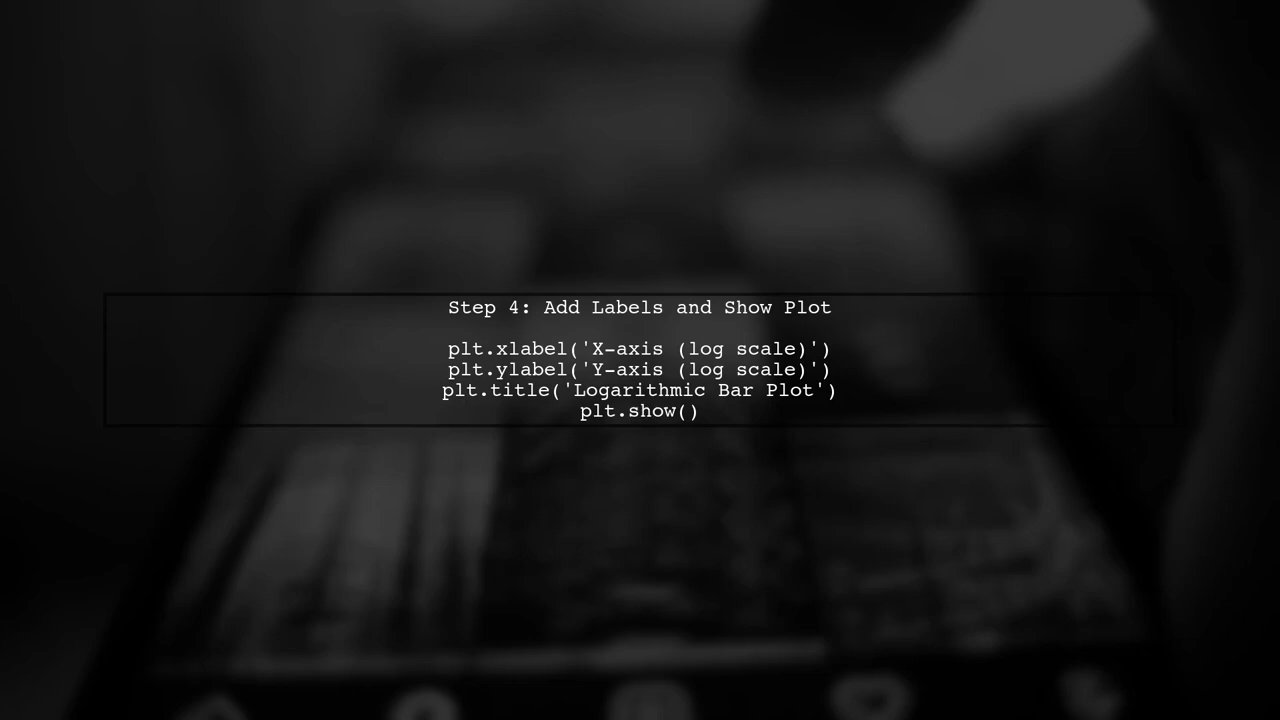 Step 4: Add Labels and Show Plot
plt.xlabel('X-axis (log scale)')
plt.ylabel('Y-axis (log scale)')
plt.title('Logarithmic Bar Plot')
plt.show()